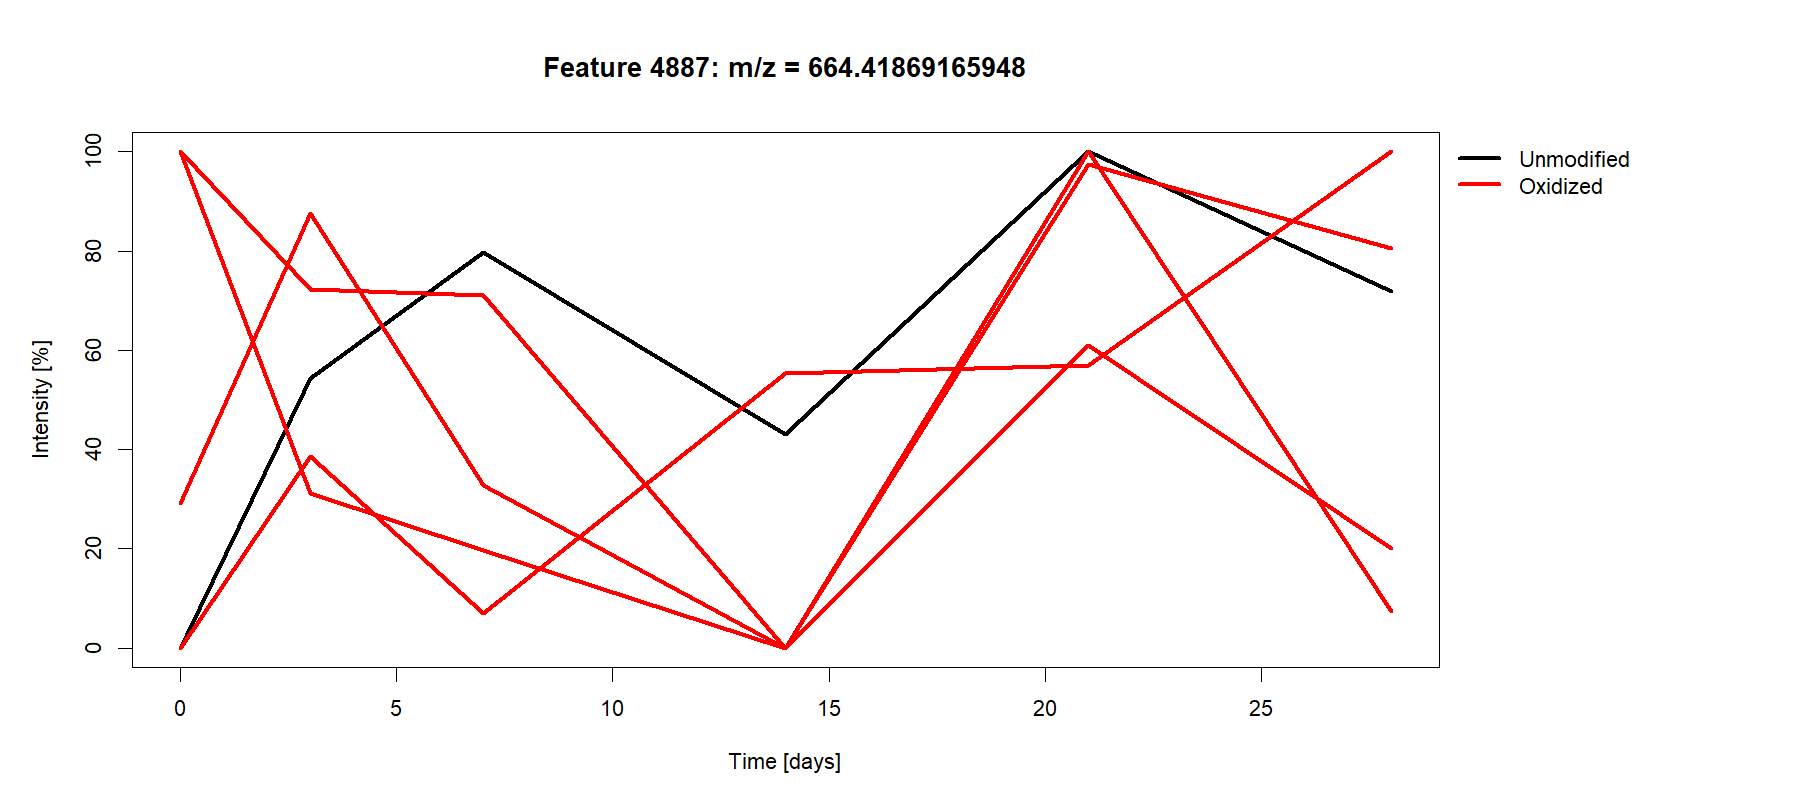 Feature 4887: m/z = 664.41869165948
Unmodified
Oxidized
Intensity [%]
100
80
60
40
20
0
0 5 10 15 20 25
Time [days]